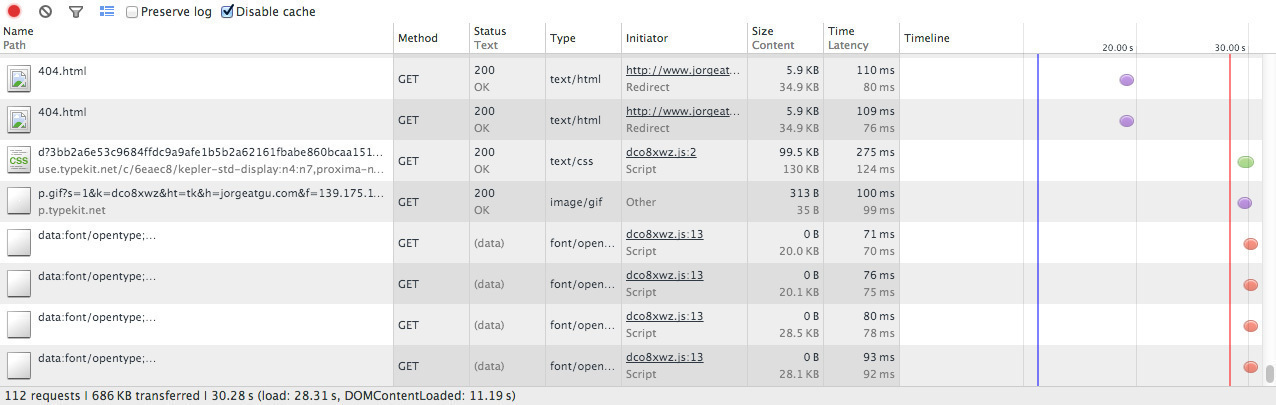 Preserve log Disable cache
Name Path Method Status Text Type Initiator Size Content Time Latency Timeline 20.00 s 30.00 s
404.html GET 200 OK text/html http://www.jorgeat... Redirect 5.9 KB 34.9 KB 110 ms 80 ms
404.html GET 200 OK text/html http://www.jorgeat... Redirect 5.9 KB 34.9 KB 109 ms 76 ms
CSS d?3bb2a6e53c9684ffdc9a9afe1b5b2a62161fbabe860bcaa151... use.typekit.net/c/6eaec8/kepler-std-display:n4:n7,proxima-n... GET 200 OK text/css dco8xwz.js:2 Script 99.5 KB 130 KB 275 ms 124 ms
p.gif?s=1&k=dco8xwz&ht=tk&h=jorgeatgu.com&f=139.175.1... p.typekit.net GET 200 OK image/gif Other 313 B 35 B 100 ms 99 ms
data:font/opentype;... GET (data) font/open... dco8xwz.js:13 Script 0 B 20.0 KB 71 ms 70 ms
data:font/opentype;... GET (data) font/open... dco8xwz.js:13 Script 0 B 20.1 KB 76 ms 75 ms
data:font/opentype;... GET (data) font/open... dco8xwz.js:13 Script 0 B 28.5 KB 80 ms 78 ms
data:font/opentype;... GET (data) font/open... dco8xwz.js:13 Script 0 B 28.1 KB 93 ms 92 ms
112 requests | 686 KB transferred | 30.28 s (load: 28.31 s, DOMContentLoaded: 11.19 s)